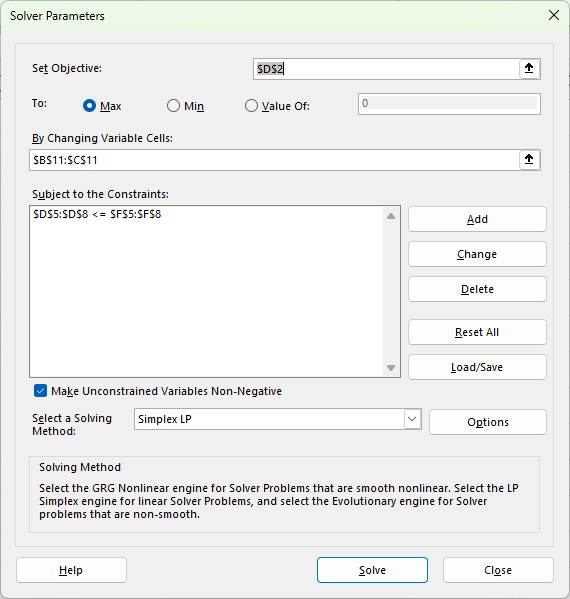 Solver Parameters
Set Objective:
$D$2
To:
Max
Min
Value Of:
0
By Changing Variable Cells:
$B$11:$C$11
Subject to the Constraints:
$D$5:$D$8 <= $F$5:$F$8
Add
Change
Delete
Reset All
Load/Save
Make Unconstrained Variables Non-Negative
Select a Solving
Method:
Simplex LP
Options
Solving Method
Select the GRG Nonlinear engine for Solver Problems that are smooth nonlinear. Select the LP
Simplex engine for linear Solver Problems, and select the Evolutionary engine for Solver
problems that are non-smooth.
Help
Solve
Close